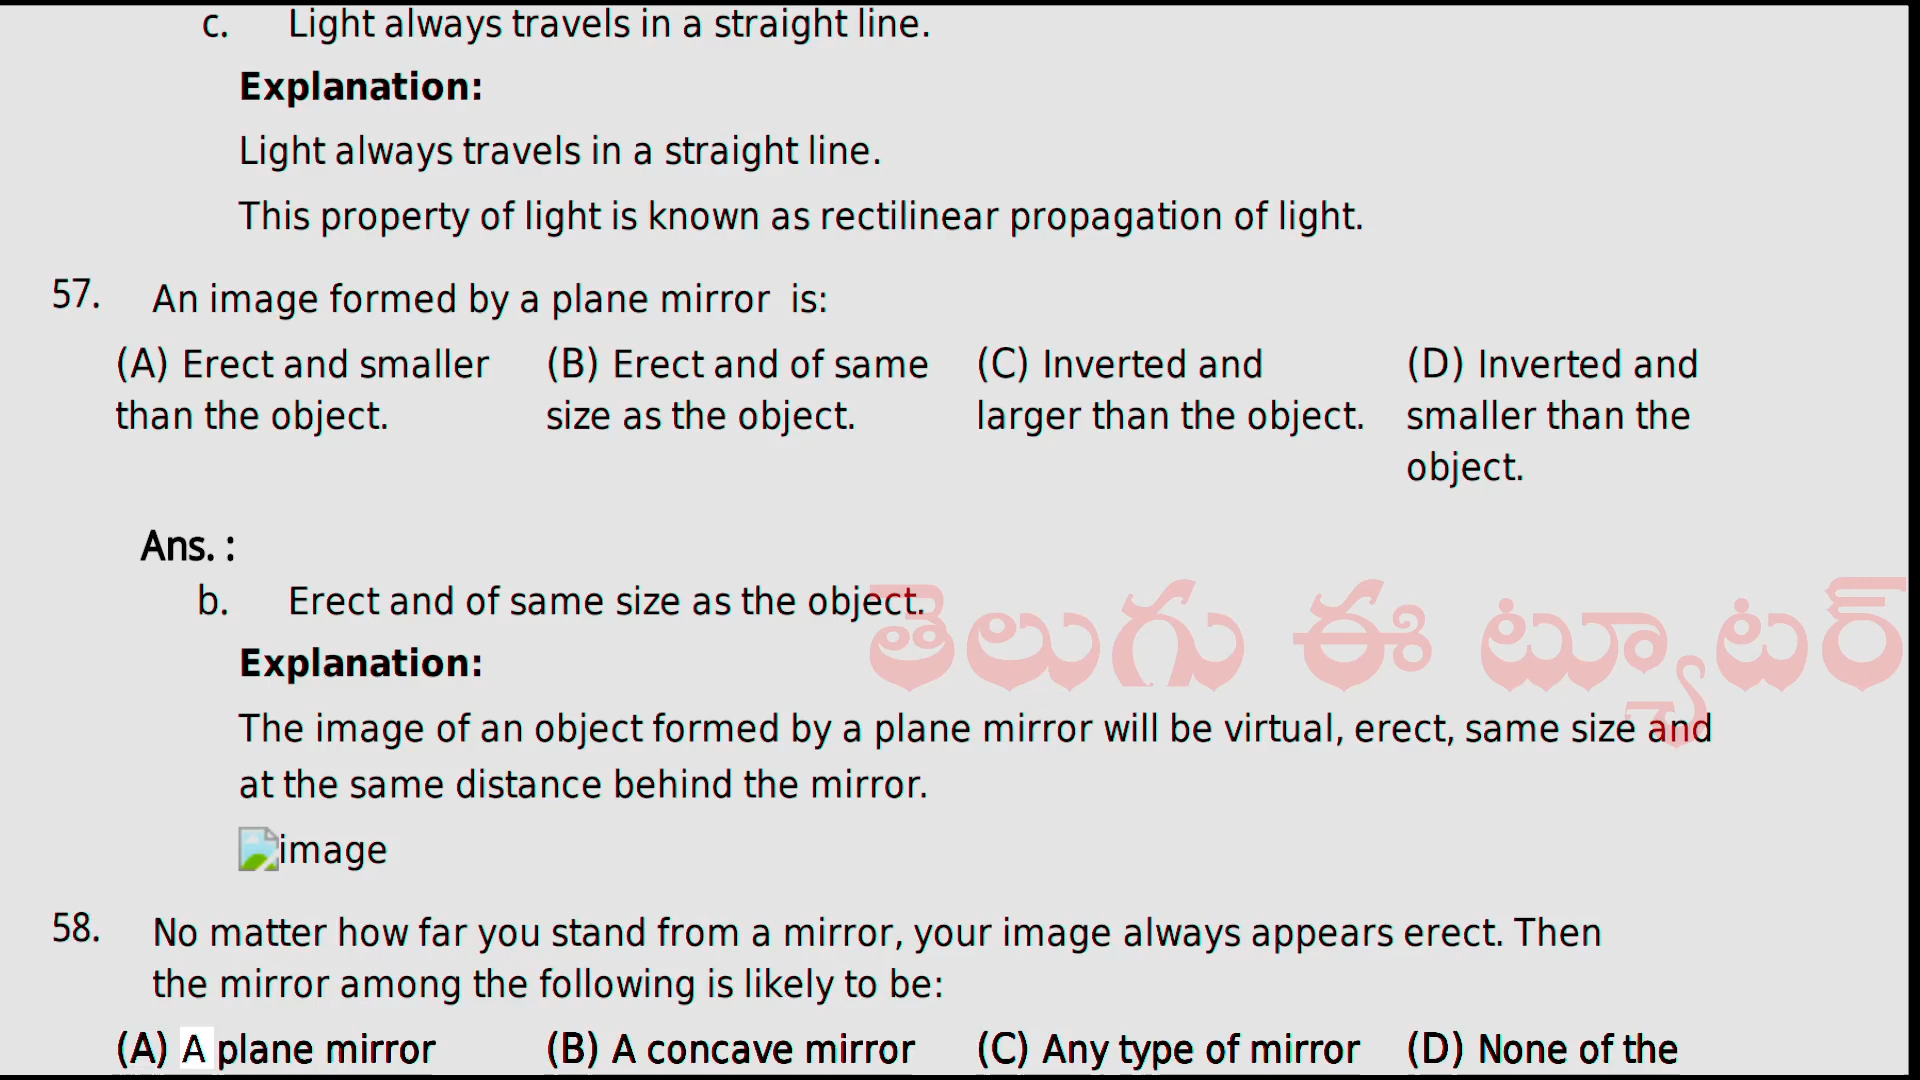 c. Light always travels in a straight line.
Explanation:
Light always travels in a straight line.
This property of light is known as rectilinear propagation of light.
57. An image formed by a plane mirror is:
(A) Erect and smaller (B) Erect and of same (C) Inverted and (D) Inverted and
than the object. size as the object. larger than the object. smaller than the
object.
Ans. :
b. Erect and of same size as the object.
తెలుగు ఈ ట్యూటర్
Explanation:
The image of an object formed by a plane mirror will be virtual, erect, same size and
at the same distance behind the mirror.
image
58. No matter how far you stand from a mirror, your image always appears erect. Then
the mirror among the following is likely to be:
(A) A plane mirror (B) A concave mirror (C) Any type of mirror (D) None of the